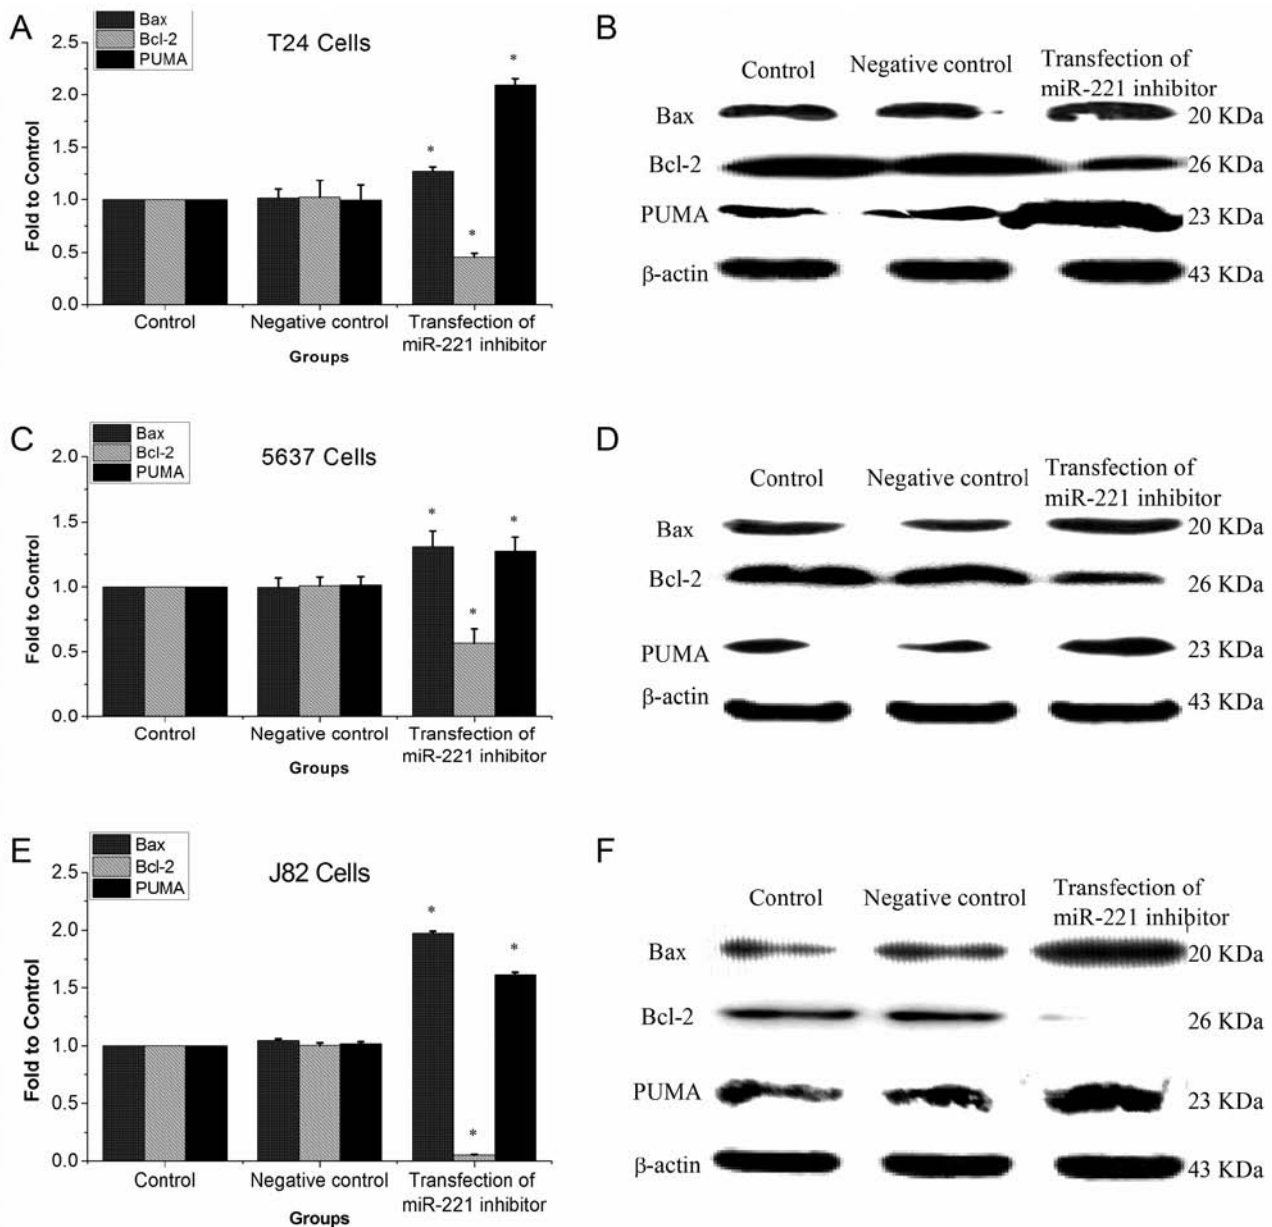 A
Bax
Bcl-2
PUMA
T24 Cells
2.5
2.0
1.5
1.0
0.5
0.0
Fold to Control
*
*
*
Control
Negative control
Transfection of
miR-221 inhibitor
Groups
B
Control
Negative control
Transfection of
miR-221 inhibitor
Bax
20 KDa
Bcl-2
26 KDa
PUMA
23 KDa
β-actin
43 KDa
C
Bax
Bcl-2
PUMA
5637 Cells
2.0
1.5
1.0
0.5
0.0
Fold to Control
*
*
*
Control
Negative control
Transfection of
miR-221 inhibitor
Groups
D
Control
Negative control
Transfection of
miR-221 inhibitor
Bax
20 KDa
Bcl-2
26 KDa
PUMA
23 KDa
β-actin
43 KDa
E
Bax
Bcl-2
PUMA
J82 Cells
2.5
2.0
1.5
1.0
0.5
0.0
Fold to Control
*
*
*
Control
Negative control
Transfection of
miR-221 inhibitor
Groups
F
Control
Negative control
Transfection of
miR-221 inhibitor
Bax
20 KDa
Bcl-2
26 KDa
PUMA
23 KDa
β-actin
43 KDa